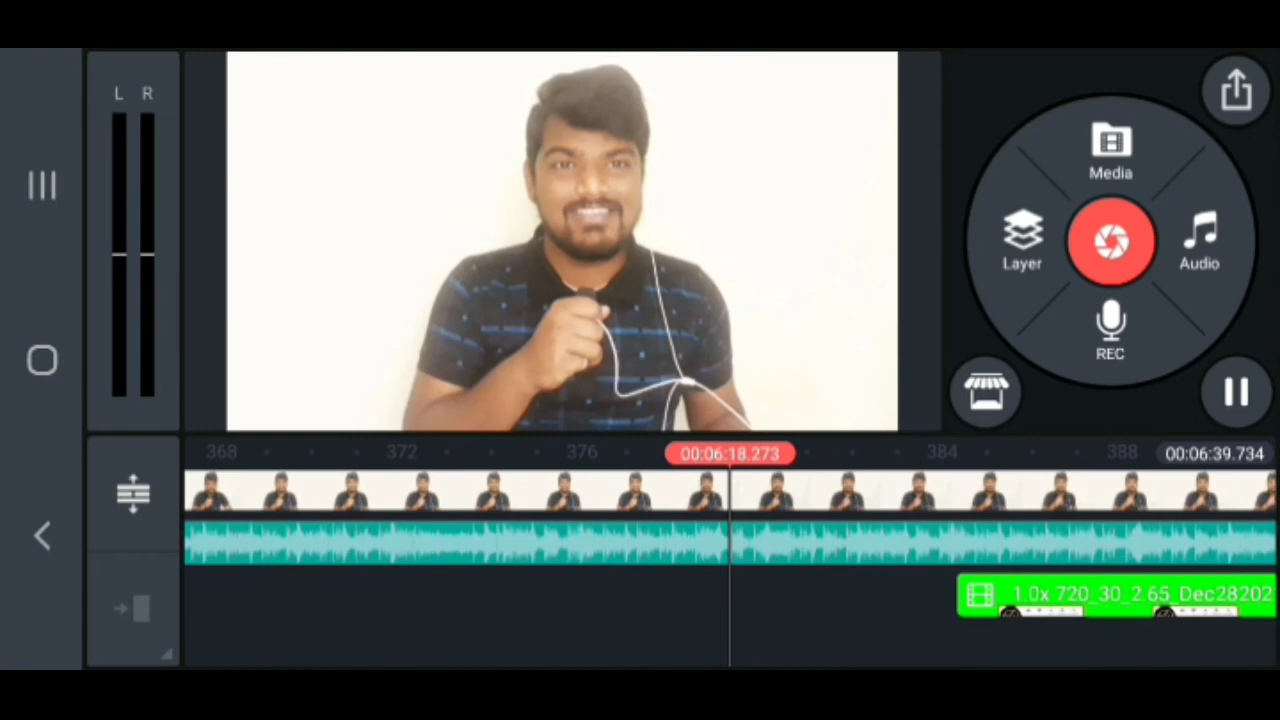 L R
Media
Layer
Audio
REC
368 372 376 00:06:18.273 384 388 00:06:39.734
1.0x 720_30_2.65_Dec28202